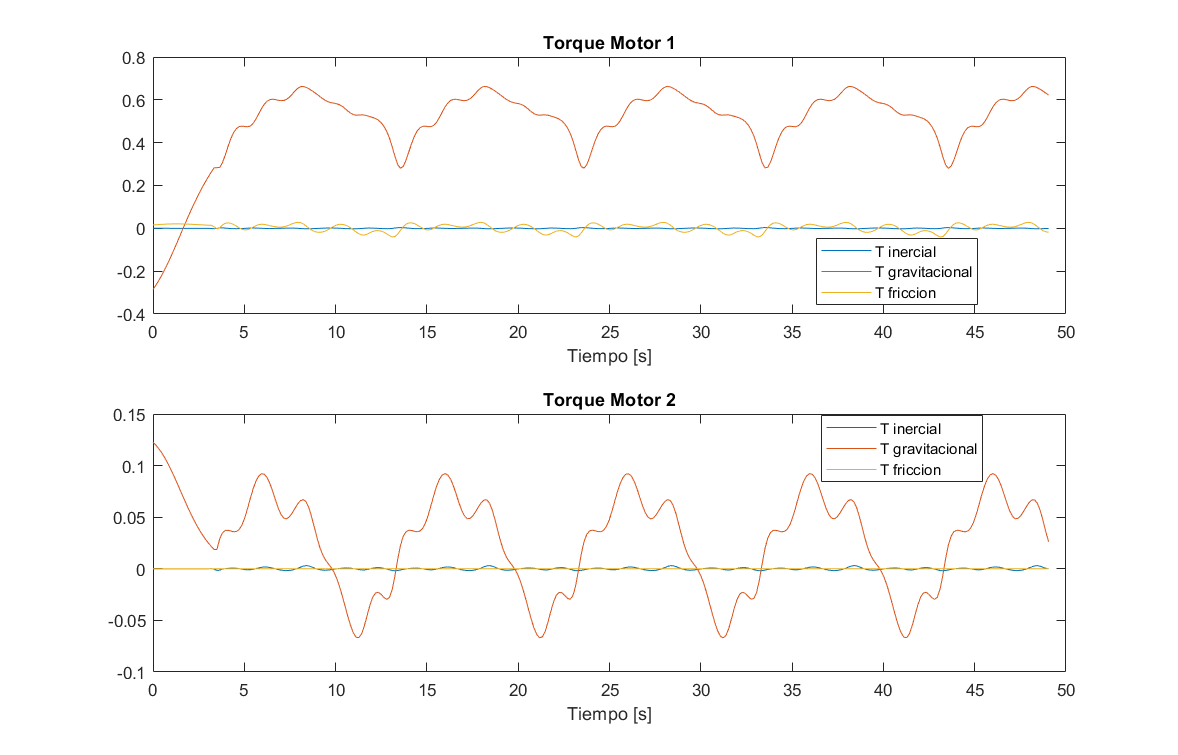 Torque Motor 1
0.8
0.6
0.4
0.2
0
-0.2
-0.4
T inercial
T gravitacional
T friccion
0 5 10 15 20 25 30 35 40 45 50
Tiempo [s]
Torque Motor 2
0.15
0.1
0.05
0
-0.05
-0.1
T inercial
T gravitacional
T friccion
0 5 10 15 20 25 30 35 40 45 50
Tiempo [s]